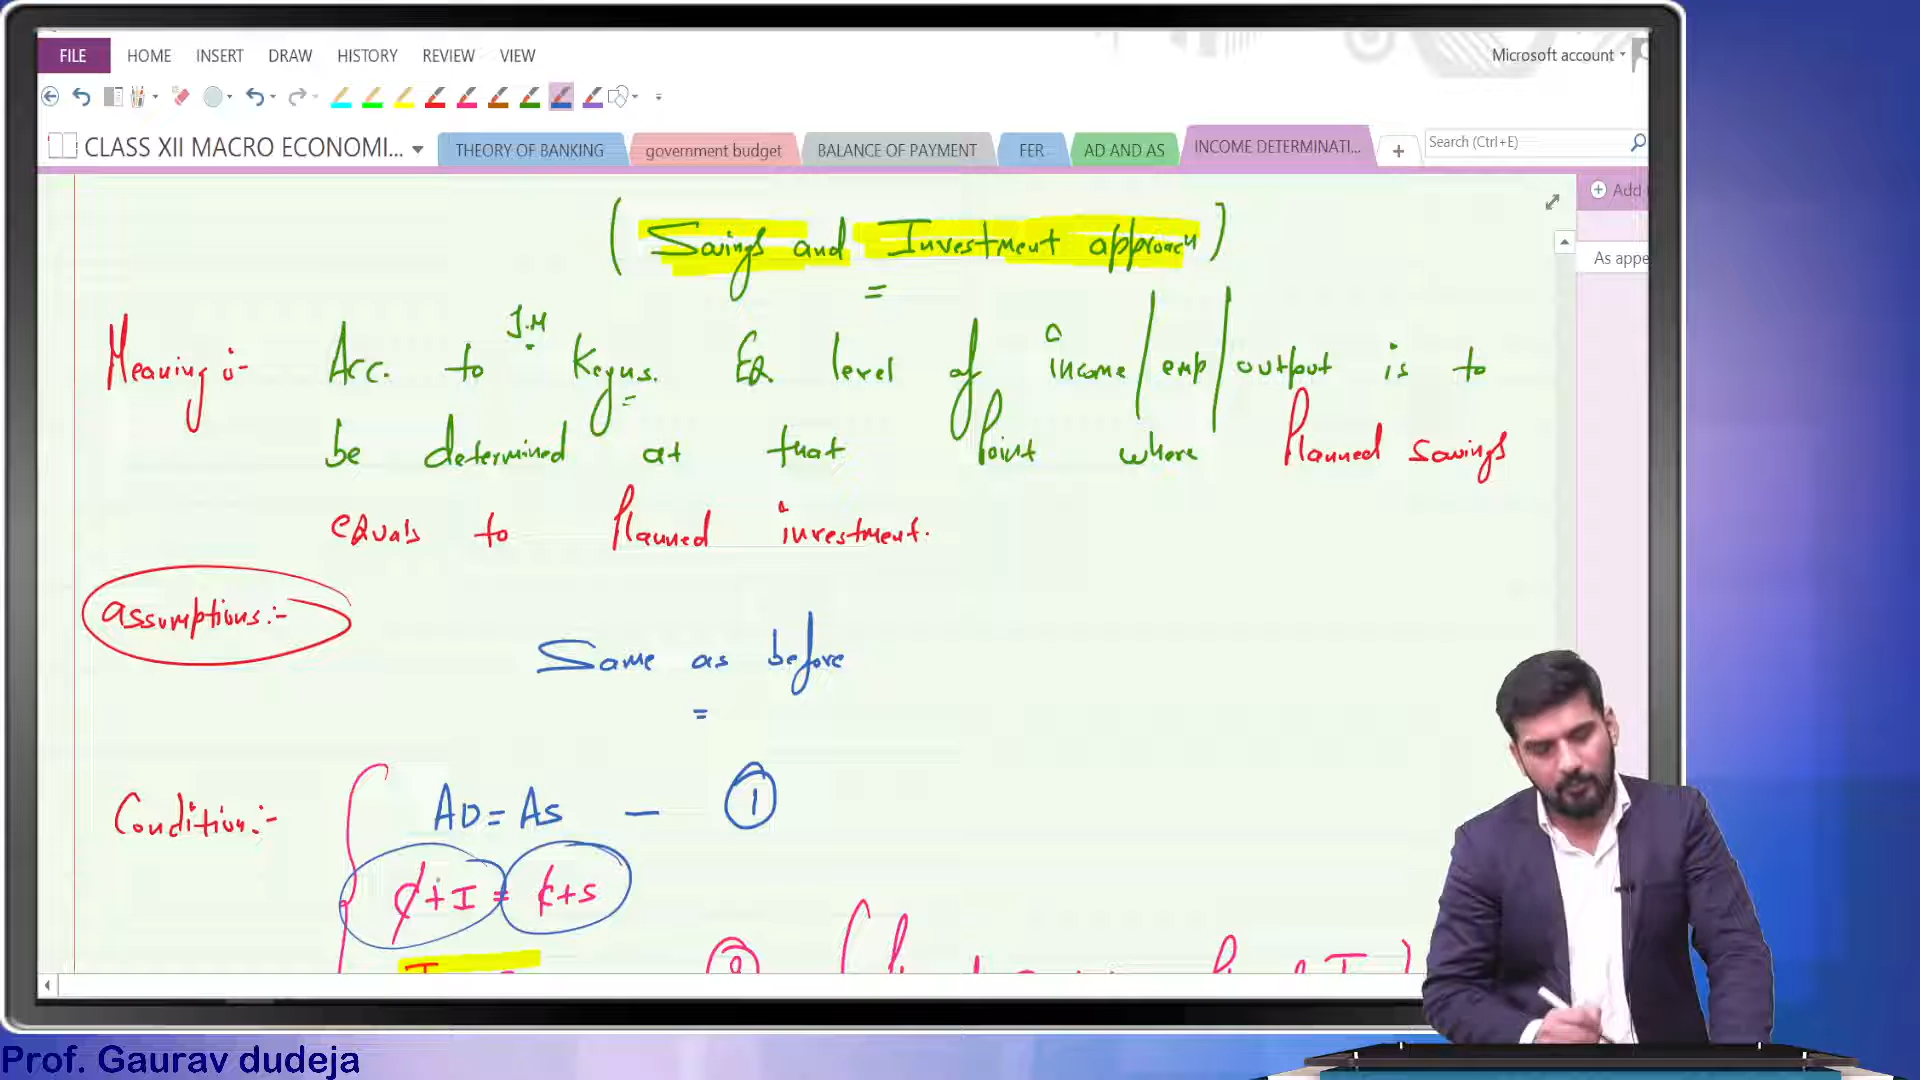 FILE HOME INSERT DRAW HISTORY REVIEW VIEW Microsoft account
CLASS XII MACRO ECONOMI... THEORY OF BANKING government budget BALANCE OF PAYMENT FER AD AND AS INCOME DETERMINATI... + Search (Ctrl+E)
Add
(Savings and Investment approach)
=
As appe
J.M
Meaning :- Acc. to Keyns. EQ level of income/emp/output is to
=
be determined at that Point where Planned Savings
equals to Planned investment.
assumptions:-
Same as before
=
Condition:- AD = AS - 1
C+I = C+S
Prof. Gaurav dudeja